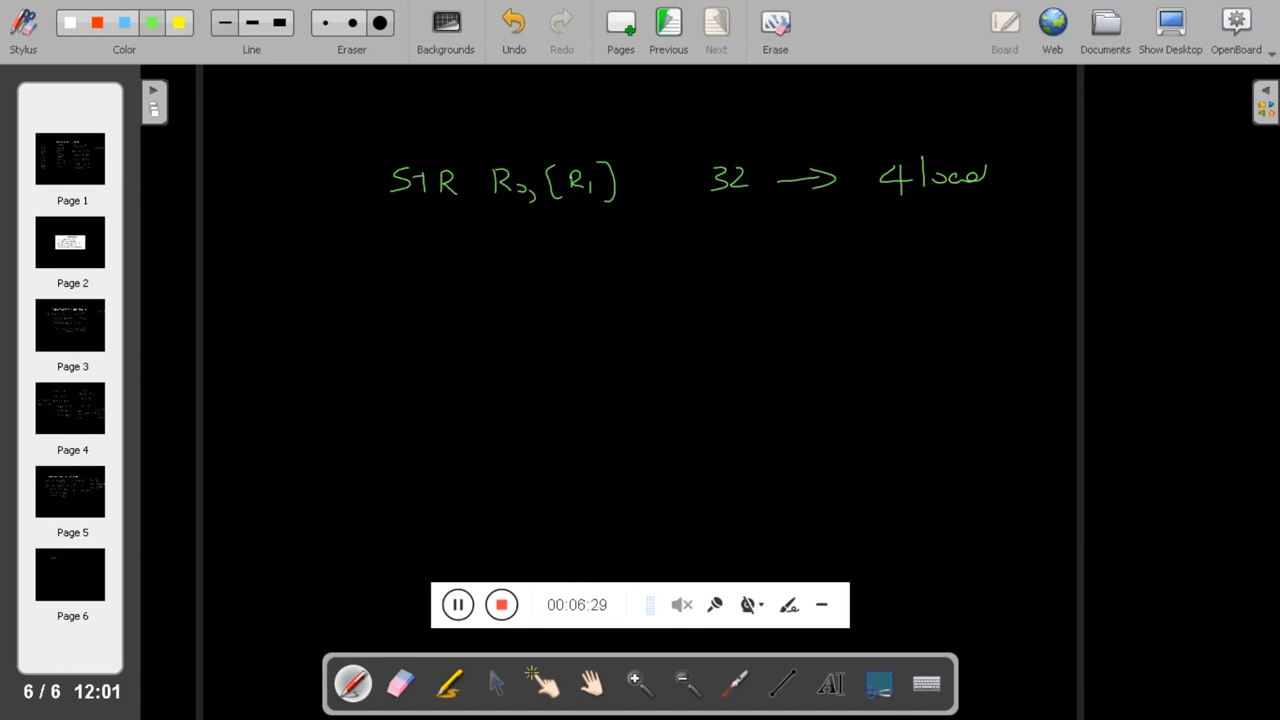 Stylus
Color
Line
Eraser
Backgrounds
Undo
Redo
Pages
Previous
Next
Erase
Board
Web
Documents
Show Desktop
OpenBoard
STR R2,[R1] 32 → 4 load
Page 1
Page 2
Page 3
Page 4
Page 5
Page 6
00:06:29
6 / 6 12:01